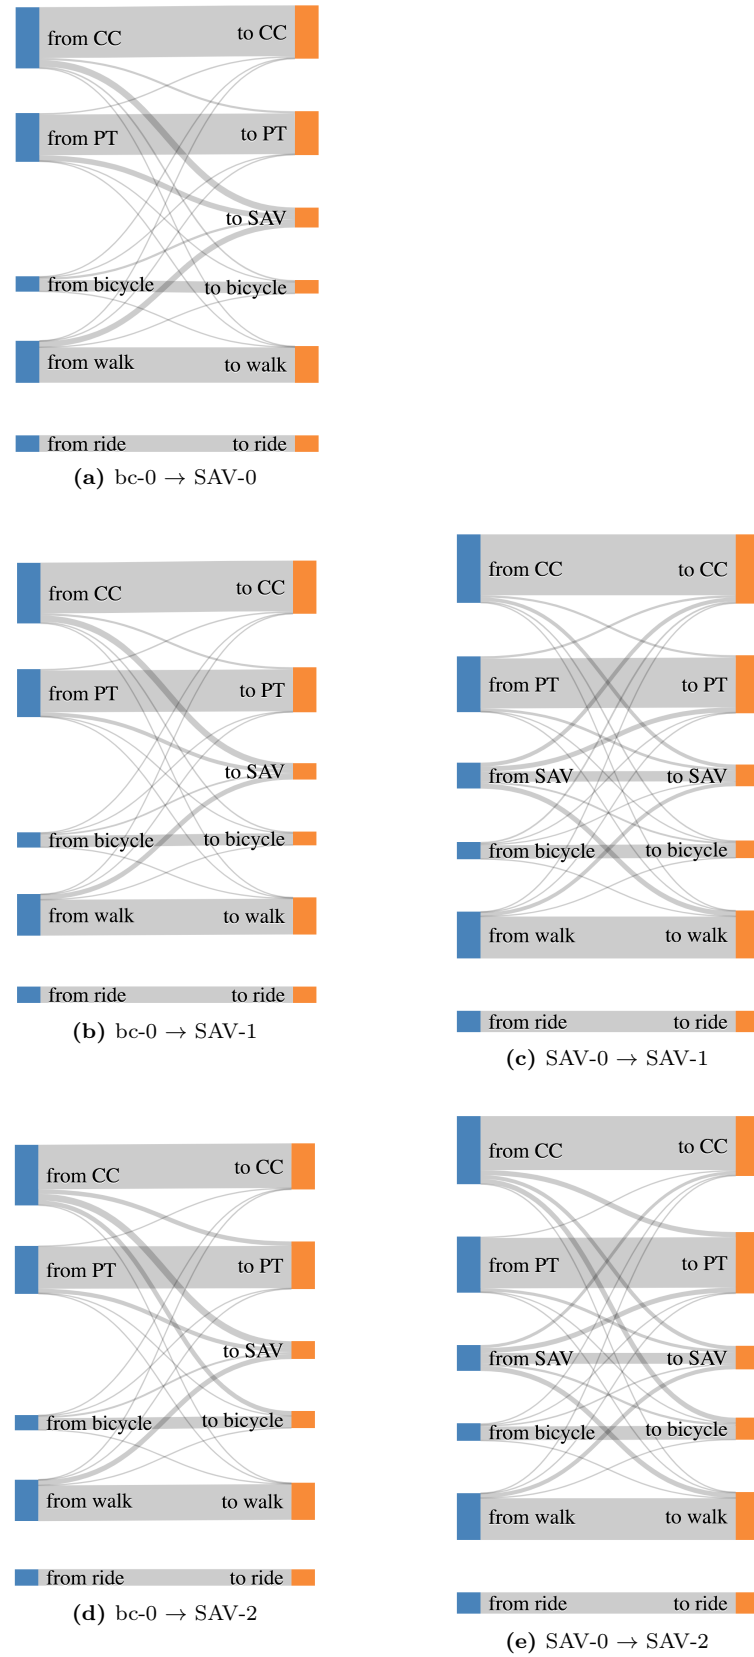 from CC to CC
from PT to PT
to SAV
from bicycle to bicycle
from walk to walk
from ride to ride
(a) bc-0 → SAV-0
from CC to CC
from PT to PT
to SAV
from bicycle to bicycle
from walk to walk
from ride to ride
(b) bc-0 → SAV-1
from CC to CC
from PT to PT
from SAV to SAV
from bicycle to bicycle
from walk to walk
from ride to ride
(c) SAV-0 → SAV-1
from CC to CC
from PT to PT
to SAV
from bicycle to bicycle
from walk to walk
from ride to ride
(d) bc-0 → SAV-2
from CC to CC
from PT to PT
from SAV to SAV
from bicycle to bicycle
from walk to walk
from ride to ride
(e) SAV-0 → SAV-2